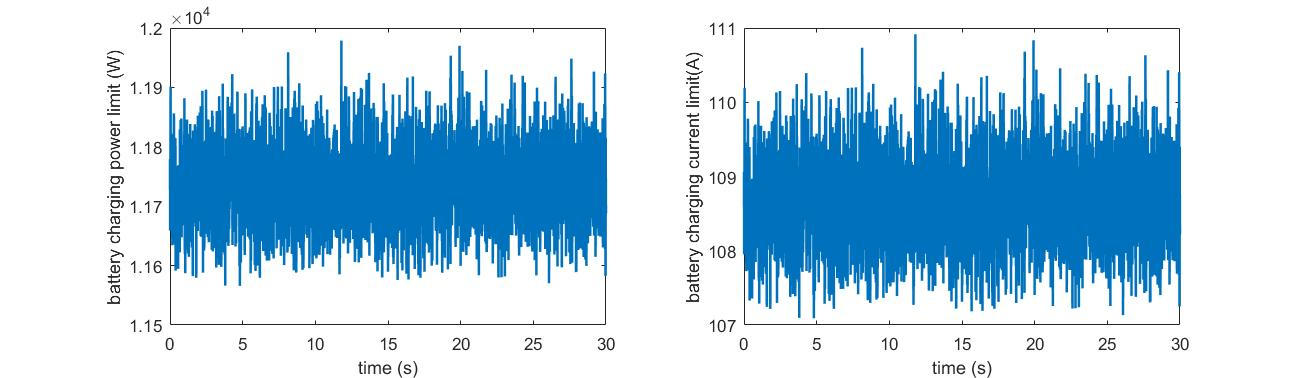 ×10⁴
1.2
1.19
1.18
1.17
1.16
1.15
battery charging power limit (W)
0 5 10 15 20 25 30
time (s)
111
110
109
108
107
battery charging current limit(A)
0 5 10 15 20 25 30
time (s)